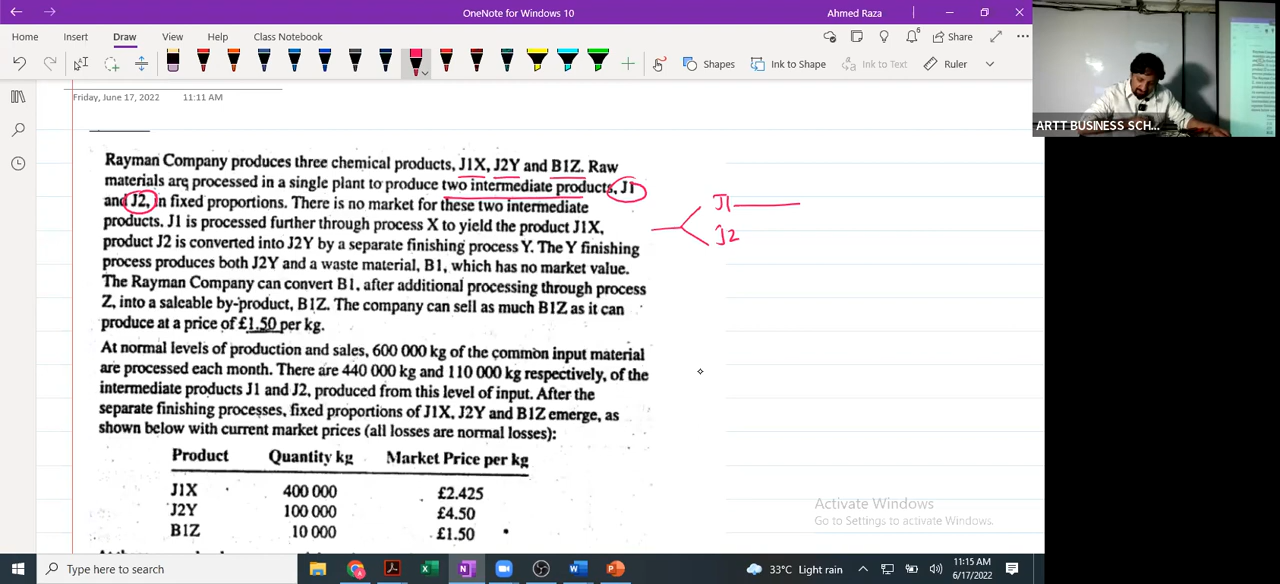 OneNote for Windows 10
Ahmed Raza
Home Insert Draw View Help Class Notebook
Share
Shapes Ink to Shape Ink to Text Ruler
Friday, June 17, 2022 11:11 AM
ARTT BUSINESS SCH...
Rayman Company produces three chemical products, J1X, J2Y and B1Z. Raw
materials are processed in a single plant to produce two intermediate products, J1
and J2, in fixed proportions. There is no market for these two intermediate
products. J1 is processed further through process X to yield the product J1X,
product J2 is converted into J2Y by a separate finishing process Y. The Y finishing
process produces both J2Y and a waste material, B1, which has no market value.
The Rayman Company can convert B1, after additional processing through process
Z, into a saleable by-product, B1Z. The company can sell as much B1Z as it can
produce at a price of £1.50 per kg.
J1
J2
At normal levels of production and sales, 600 000 kg of the common input material
are processed each month. There are 440 000 kg and 110 000 kg respectively, of the
intermediate products J1 and J2, produced from this level of input. After the
separate finishing processes, fixed proportions of J1X, J2Y and B1Z emerge, as
shown below with current market prices (all losses are normal losses):
Product Quantity kg Market Price per kg
J1X 400 000 £2.425
J2Y 100 000 £4.50
B1Z 10 000 £1.50
Activate Windows
Go to Settings to activate Windows.
Type here to search
33°C Light rain
11:15 AM
6/17/2022